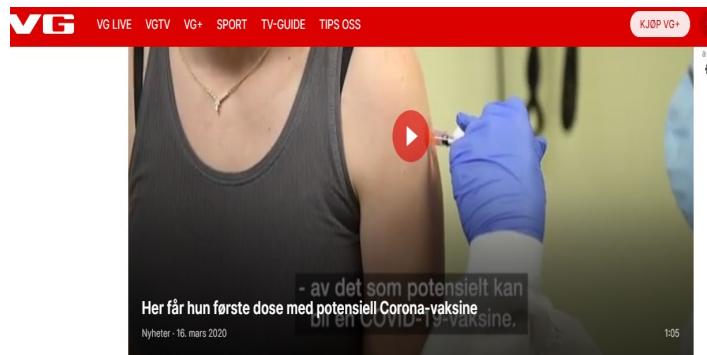 VG VG LIVE VGTV VG+ SPORT TV-GUIDE TIPS OSS KJØP VG+
- av det som potensielt kan
Her får hun første dose med potensiell Corona-vaksine
bli en COVID-19-vaksine.
Nyheter - 16. mars 2020 1:05